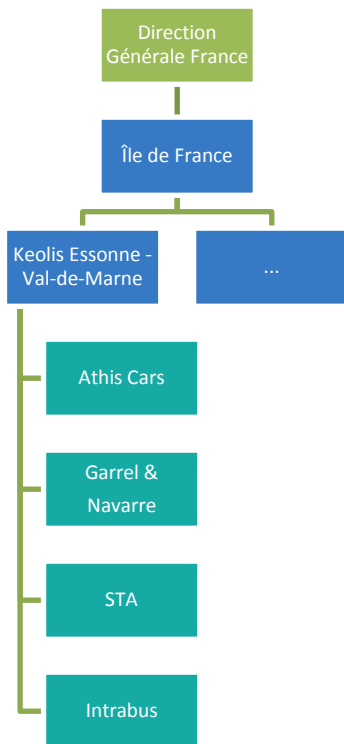 Direction
Générale France
Île de France
Keolis Essonne -
Val-de-Marne
...
Athis Cars
Garrel &
Navarre
STA
Intrabus